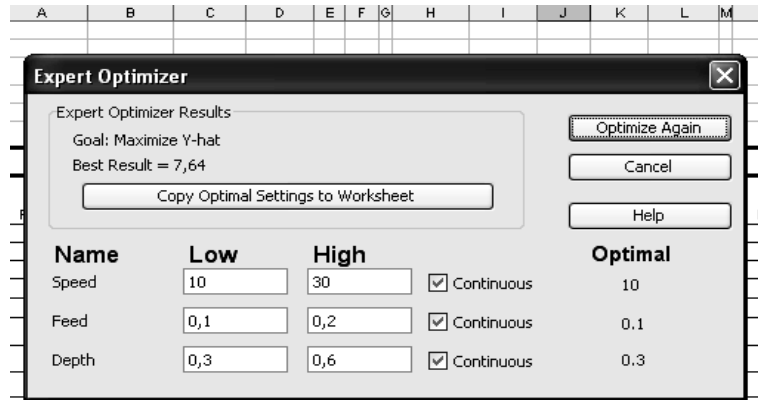 A B C D E F G H I J K L M
Expert Optimizer
Expert Optimizer Results
Goal: Maximize Y-hat
Best Result = 7,64
Copy Optimal Settings to Worksheet
Optimize Again
Cancel
Help
Name Low High Optimal
Speed 10 30 Continuous 10
Feed 0,1 0,2 Continuous 0.1
Depth 0,3 0,6 Continuous 0.3